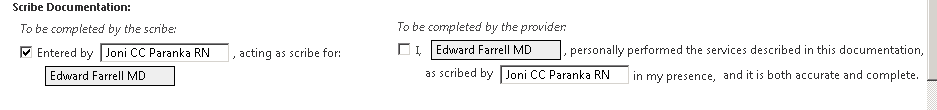 Scribe Documentation:
To be completed by the scribe:
Entered by Joni CC Paranka RN , acting as scribe for:
Edward Farrell MD
To be completed by the provider:
I, Edward Farrell MD , personally performed the services described in this documentation,
as scribed by Joni CC Paranka RN in my presence, and it is both accurate and complete.